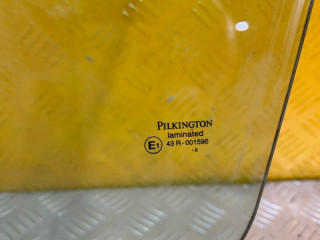 PILKINGTON
laminated
E1 43 R-001596